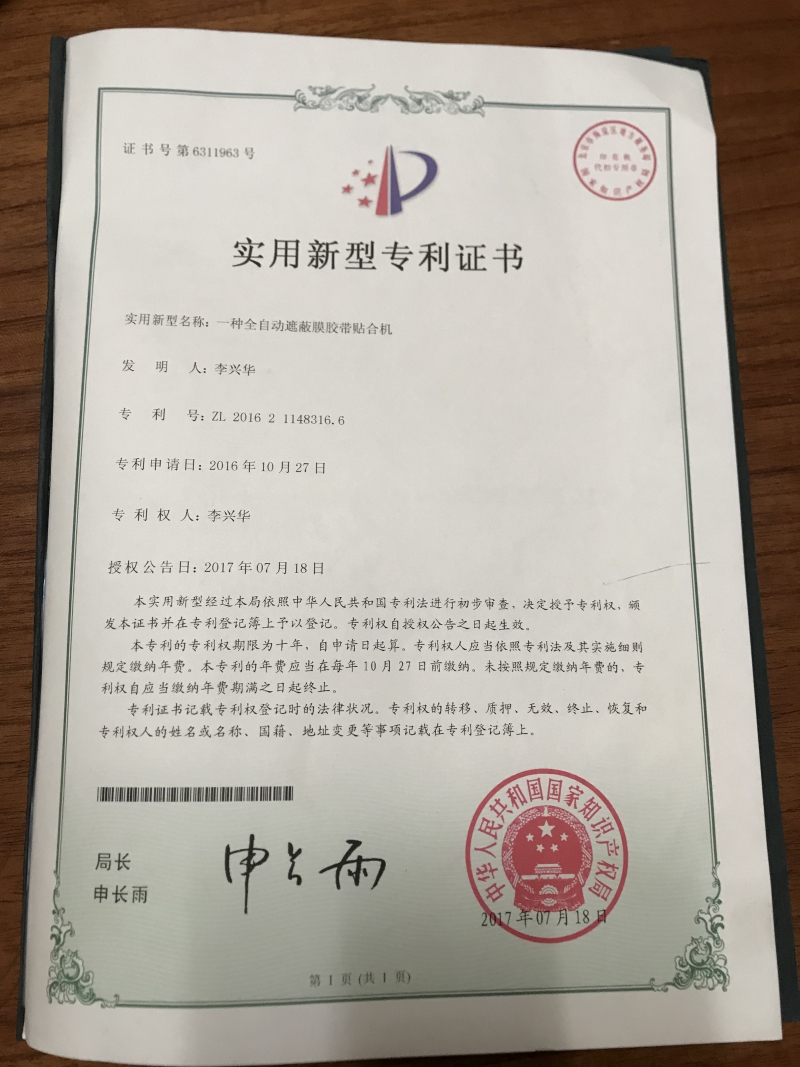 证书号第6311963号
实用新型专利证书
实用新型名称：一种全自动遮蔽膜胶带贴合机
发明人：李兴华
专利号：ZL 2016 2 1148316.6
专利申请日：2016年10月27日
专利权人：李兴华
授权公告日：2017年07月18日
本实用新型经过本局依照中华人民共和国专利法进行初步审查，决定授予专利权，颁
发本证书并在专利登记簿上予以登记。专利权自授权公告之日起生效。
本专利的专利权期限为十年，自申请日起算。专利权人应当依照专利法及其实施细则
规定缴纳年费。本专利的年费应当在每年10月27日前缴纳。未按照规定缴纳年费的，专
利权自应当缴纳年费期满之日起终止。
专利证书记载专利权登记时的法律状况。专利权的转移、质押、无效、终止、恢复和
专利权人的姓名或名称、国籍、地址变更等事项记载在专利登记簿上。
局长
申长雨
申长雨
中华人民共和国国家知识产权局
2017年07月18日
第1页(共1页)